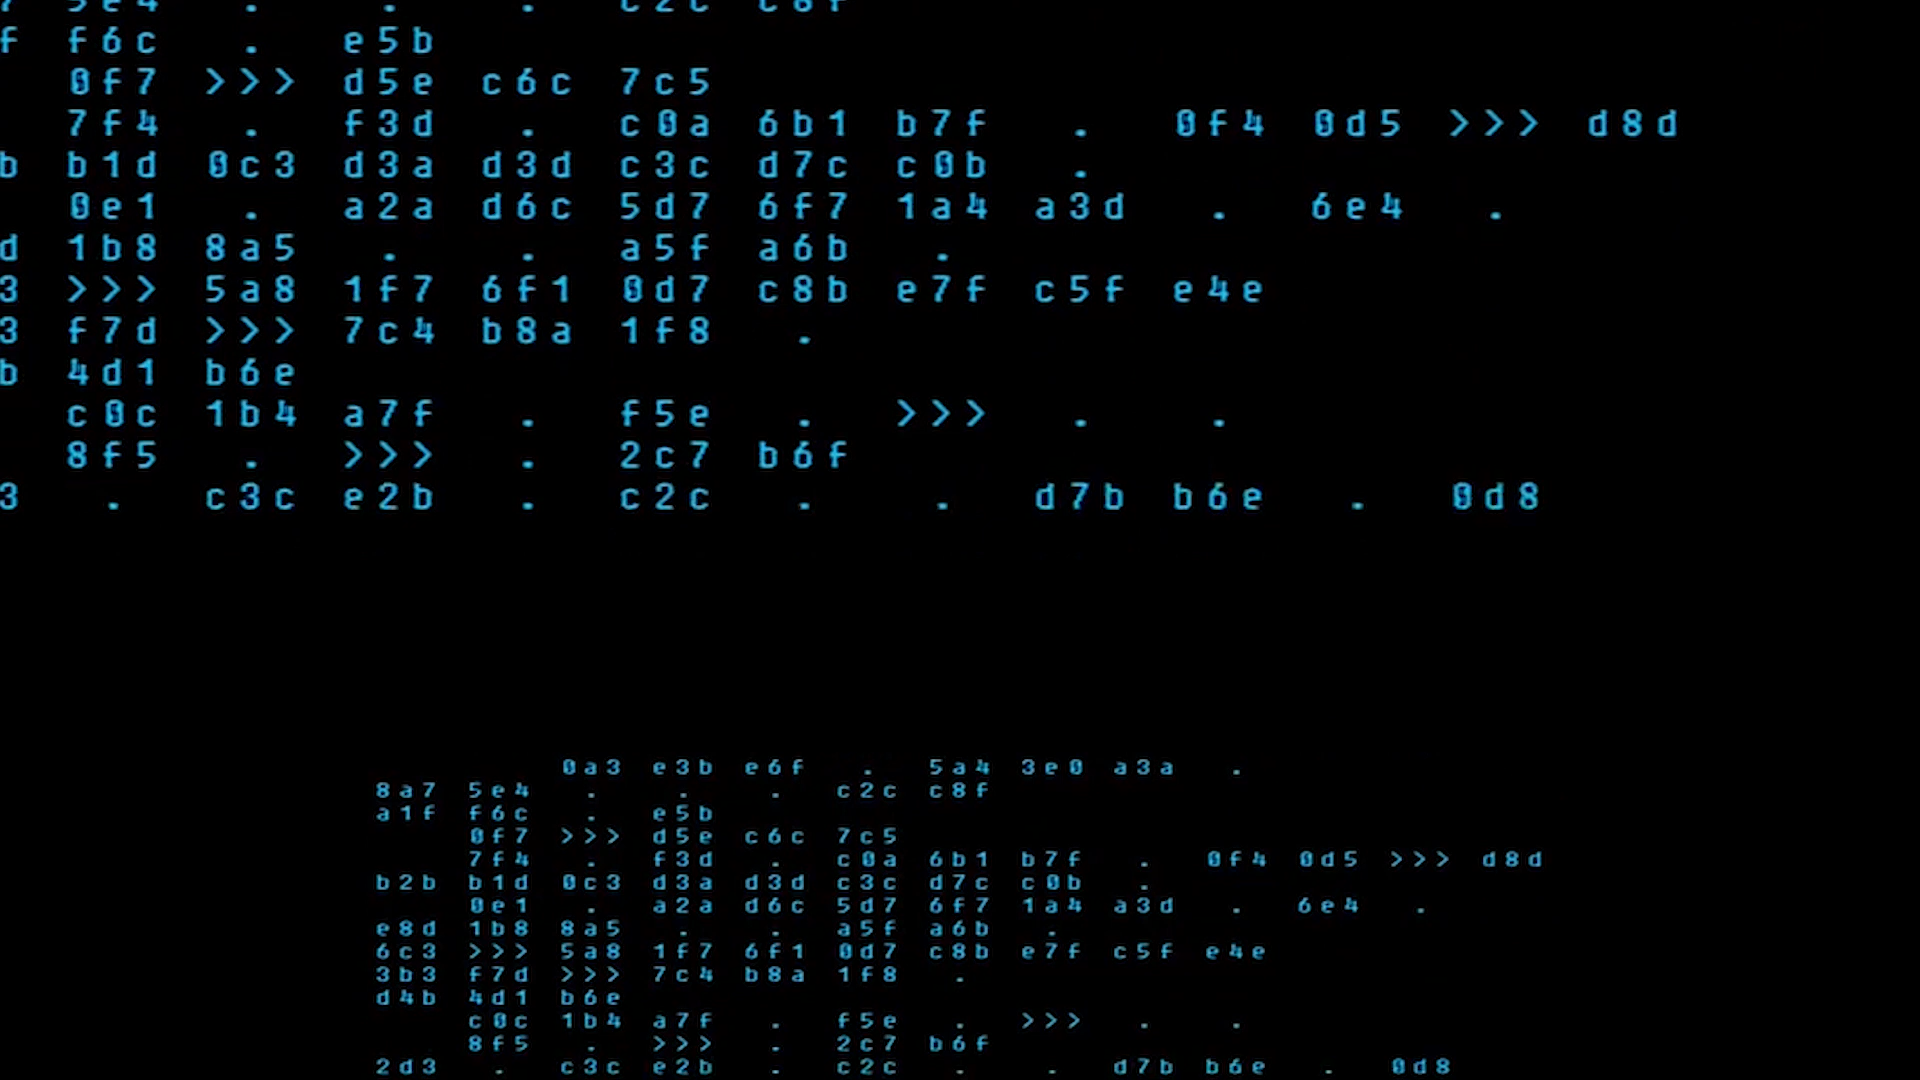 f f6c . e5b
0f7 >>> d5e c6c 7c5
7f4 . f3d . c0a 6b1 b7f . 0f4 0d5 >>> d8d
b b1d 0c3 d3a d3d c3c d7c c0b .
0e1 . a2a d6c 5d7 6f7 1a4 a3d . 6e4 .
d 1b8 8a5 . . a5f a6b .
3 >>> 5a8 1f7 6f1 0d7 c8b e7f c5f e4e
3 f7d >>> 7c4 b8a 1f8 .
b 4d1 b6e
c0c 1b4 a7f . f5e . >>> . .
8f5 . >>> . 2c7 b6f
3 . c3c e2b . c2c . . d7b b6e . 0d8
0a3 e3b e6f . 5a4 3e0 a3a .
8a7 5e4 . . . c2c c8f
a1f f6c . e5b
0f7 >>> d5e c6c 7c5
7f4 . f3d . c0a 6b1 b7f . 0f4 0d5 >>> d8d
b2b b1d 0c3 d3a d3d c3c d7c c0b .
0e1 . a2a d6c 5d7 6f7 1a4 a3d . 6e4 .
e8d 1b8 8a5 . . a5f a6b .
6c3 >>> 5a8 1f7 6f1 0d7 c8b e7f c5f e4e
3b3 f7d >>> 7c4 b8a 1f8 .
d4b 4d1 b6e
c0c 1b4 a7f . f5e . >>> . .
8f5 . >>> . 2c7 b6f
2d3 . c3c e2b . c2c . . d7b b6e . 0d8